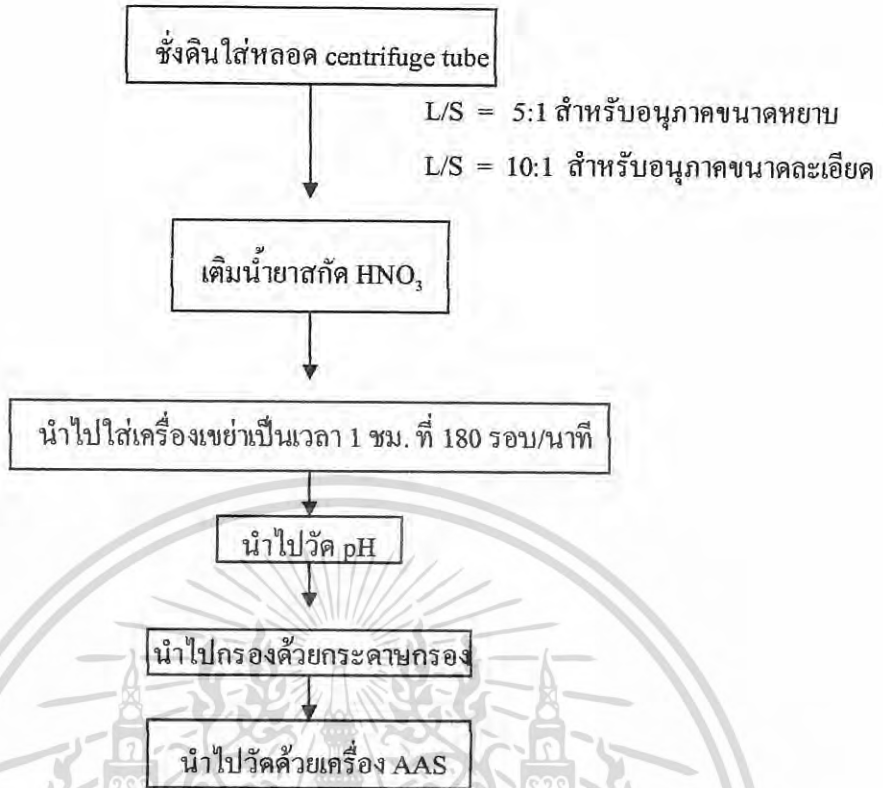 ชั่งดินใส่หลอด centrifuge tube
L/S = 5:1 สำหรับอนุภาคขนาดหยาบ
L/S = 10:1 สำหรับอนุภาคขนาดละเอียด
เติมน้ำยาสกัด HNO₃
นำไปใส่เครื่องเขย่าเป็นเวลา 1 ชม. ที่ 180 รอบ/นาที
นำไปวัด pH
นำไปกรองด้วยกระดาษกรอง
นำไปวัดด้วยเครื่อง AAS